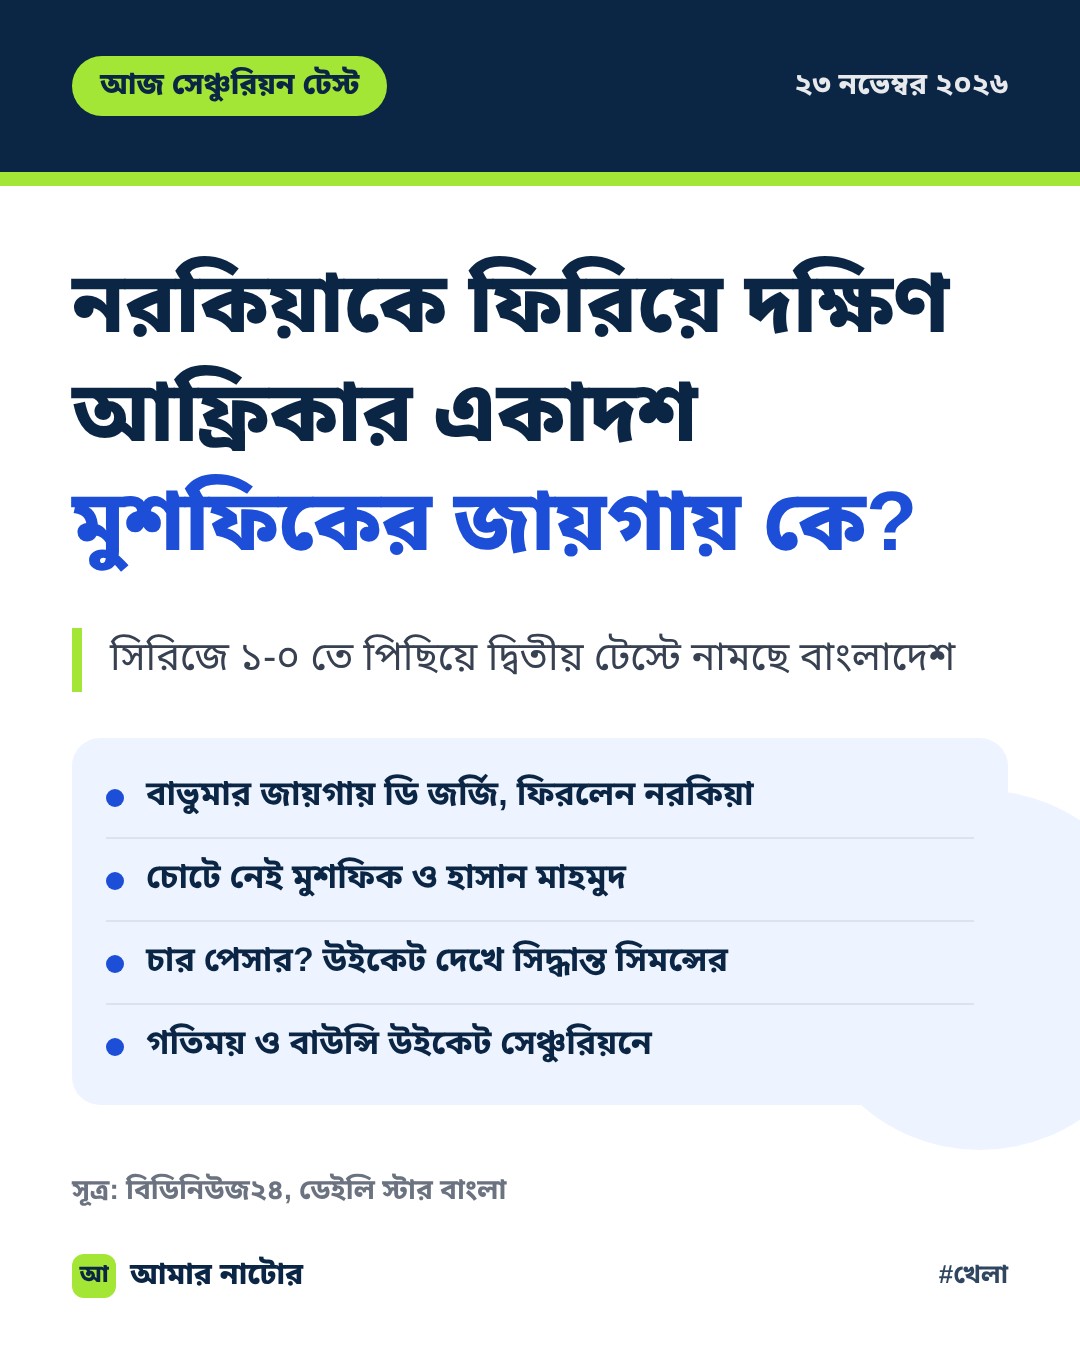 আজ সেঞ্চুরিয়ন টেস্ট
২৩ নভেম্বর ২০২৬
নরকিয়াকে ফিরিয়ে দক্ষিণ
আফ্রিকার একাদশ
মুশফিকের জায়গায় কে?
সিরিজে ১-০ তে পিছিয়ে দ্বিতীয় টেস্টে নামছে বাংলাদেশ
বাভুমার জায়গায় ডি জর্জি, ফিরলেন নরকিয়া
চোটে নেই মুশফিক ও হাসান মাহমুদ
চার পেসার? উইকেট দেখে সিদ্ধান্ত সিমন্সের
গতিময় ও বাউন্সি উইকেট সেঞ্চুরিয়নে
সূত্র: বিডিনিউজ২৪, ডেইলি স্টার বাংলা
আ আমার নাটোর
#খেলা